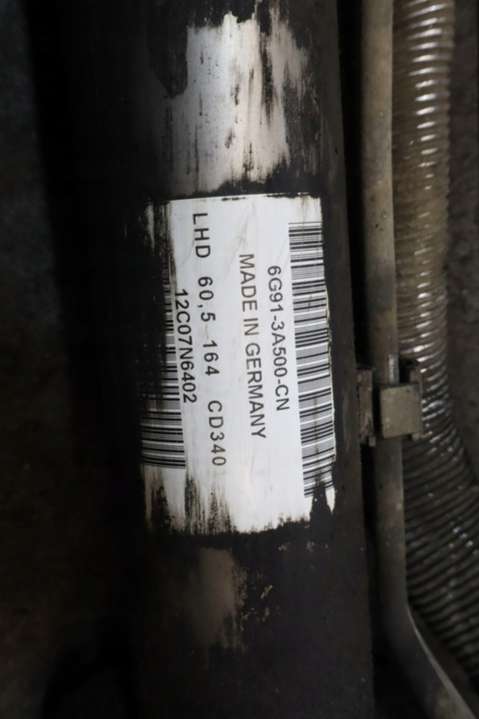 6G91-3A500-CN
MADE IN GERMANY
LHD 60,5 164 CD340
12C07N6402